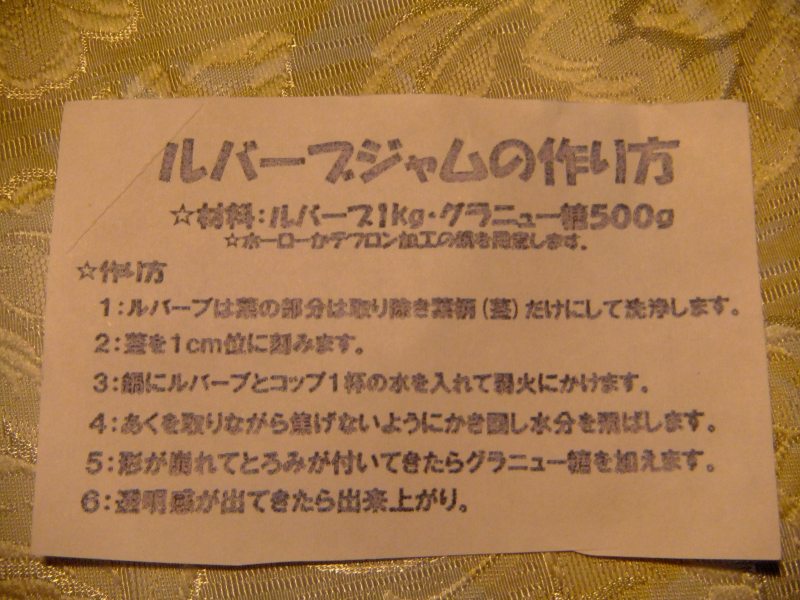 ルバーブジャムの作り方
☆材料：ルバーブ1kg・グラニュー糖500g
☆ホーローかテフロン加工の鍋を用意します。
☆作り方
1：ルバーブは葉の部分は取り除き葉柄（茎）だけにして洗浄します。
2：茎を1cm位に刻みます。
3：鍋にルバーブとコップ1杯の水を入れて弱火にかけます。
4：あくを取りながら焦げないようにかき回し水分を飛ばします。
5：形が崩れてとろみが付いてきたらグラニュー糖を加えます。
6：透明感が出てきたら出来上がり。